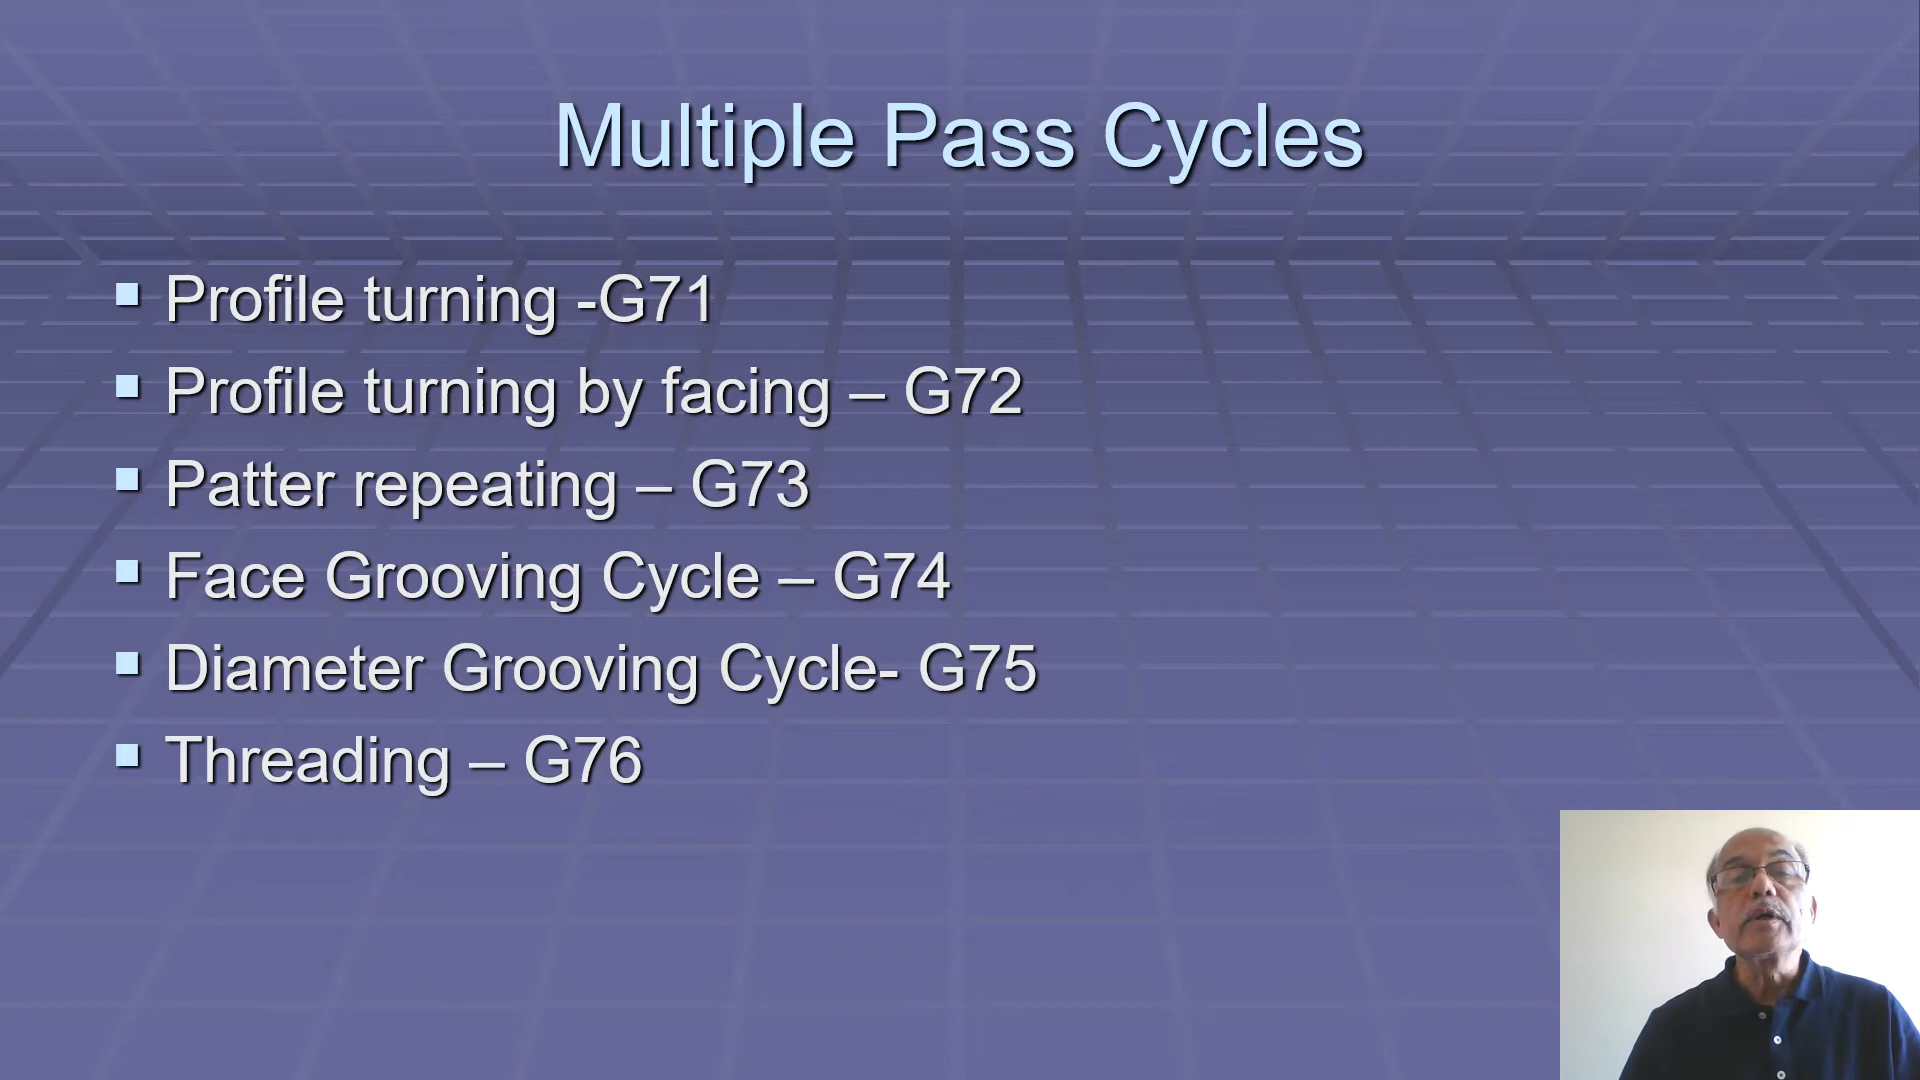 Multiple Pass Cycles
Profile turning -G71
Profile turning by facing – G72
Patter repeating – G73
Face Grooving Cycle – G74
Diameter Grooving Cycle- G75
Threading – G76